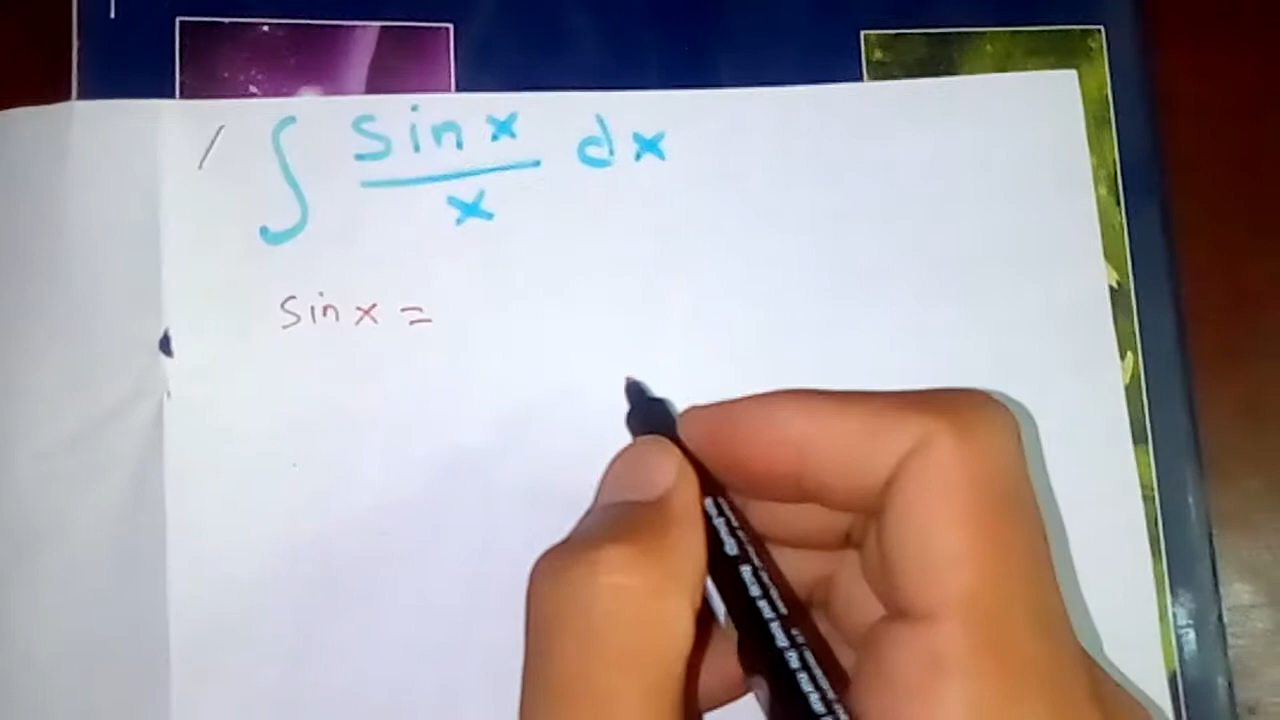 ∫ sin x / x dx
sin x =